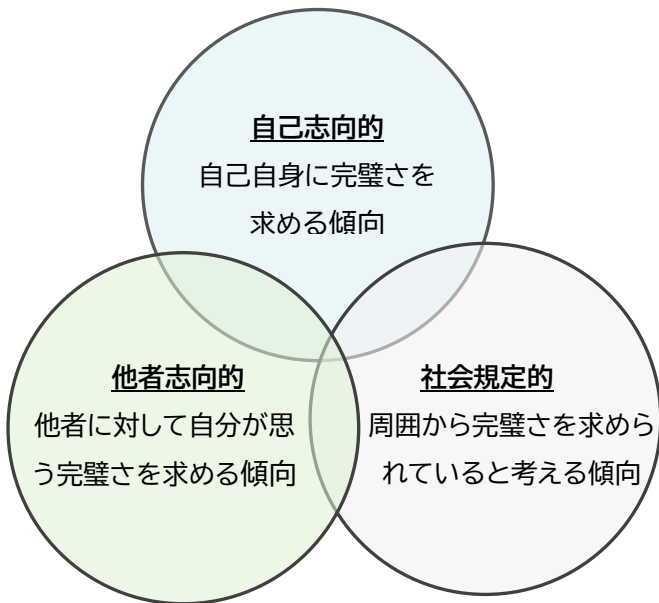 自己志向的
自己自身に完璧さを
求める傾向
他者志向的
他者に対して自分が思
う完璧さを求める傾向
社会規定的
周囲から完璧さを求めら
れていると考える傾向